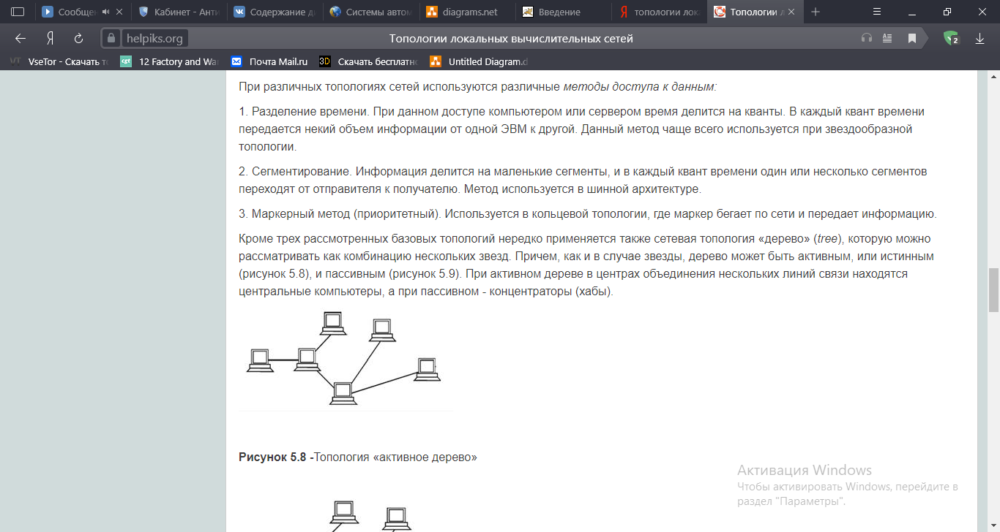 Сообщен
Кабинет - Анти
Содержание д
Системы автом
diagrams.net
Введение
топологии лока
Топологии л
helpiks.org
Топологии локальных вычислительных сетей
2
VseTor - Скачать т
cgt
12 Factory and Wa
Почта Mail.ru
3D
Скачать бесплатн
Untitled Diagram.d
При различных топологиях сетей используются различные методы доступа к данным:
1. Разделение времени. При данном доступе компьютером или сервером время делится на кванты. В каждый квант времени
передается некий объем информации от одной ЭВМ к другой. Данный метод чаще всего используется при звездообразной
топологии.
2. Сегментирование. Информация делится на маленькие сегменты, и в каждый квант времени один или несколько сегментов
переходят от отправителя к получателю. Метод используется в шинной архитектуре.
3. Маркерный метод (приоритетный). Используется в кольцевой топологии, где маркер бегает по сети и передает информацию.
Кроме трех рассмотренных базовых топологий нередко применяется также сетевая топология «дерево» (tree), которую можно
рассматривать как комбинацию нескольких звезд. Причем, как и в случае звезды, дерево может быть активным, или истинным
(рисунок 5.8), и пассивным (рисунок 5.9). При активном дереве в центрах объединения нескольких линий связи находятся
центральные компьютеры, а при пассивном - концентраторы (хабы).
Рисунок 5.8 -Топология «активное дерево»
Активация Windows
Чтобы активировать Windows, перейдите в
раздел "Параметры".